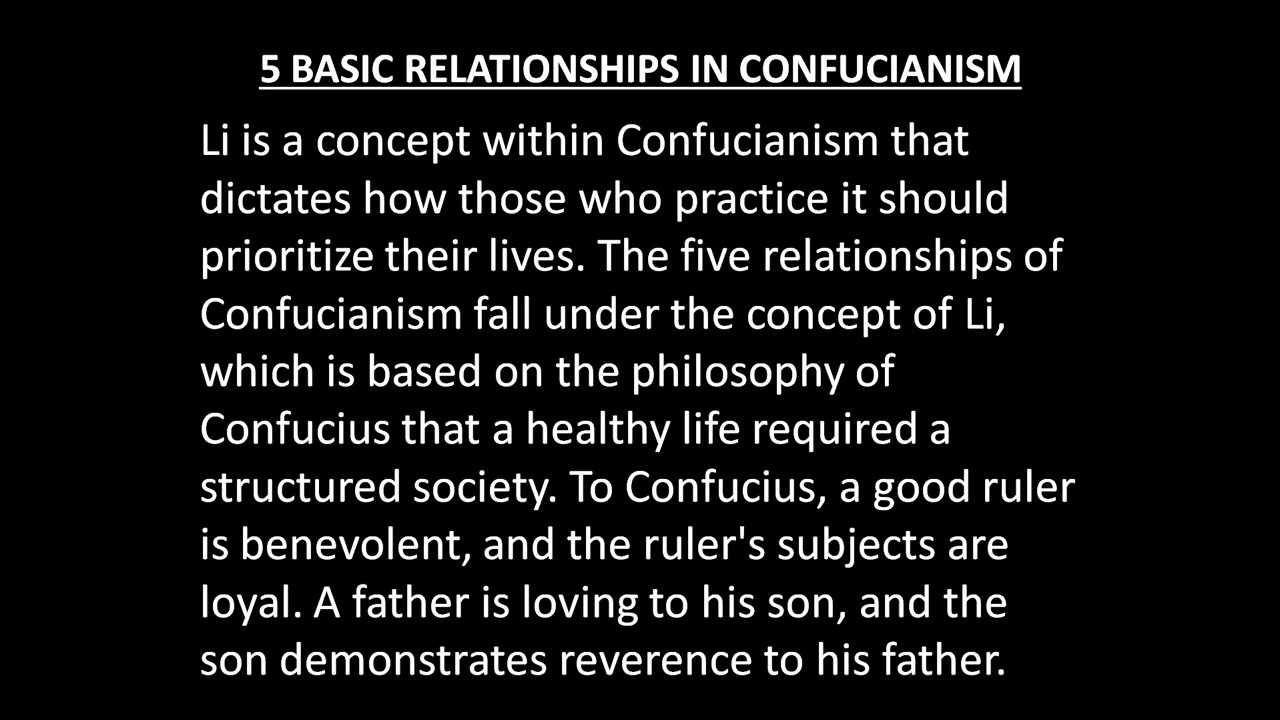 5 BASIC RELATIONSHIPS IN CONFUCIANISM
Li is a concept within Confucianism that
dictates how those who practice it should
prioritize their lives. The five relationships of
Confucianism fall under the concept of Li,
which is based on the philosophy of
Confucius that a healthy life required a
structured society. To Confucius, a good ruler
is benevolent, and the ruler's subjects are
loyal. A father is loving to his son, and the
son demonstrates reverence to his father.